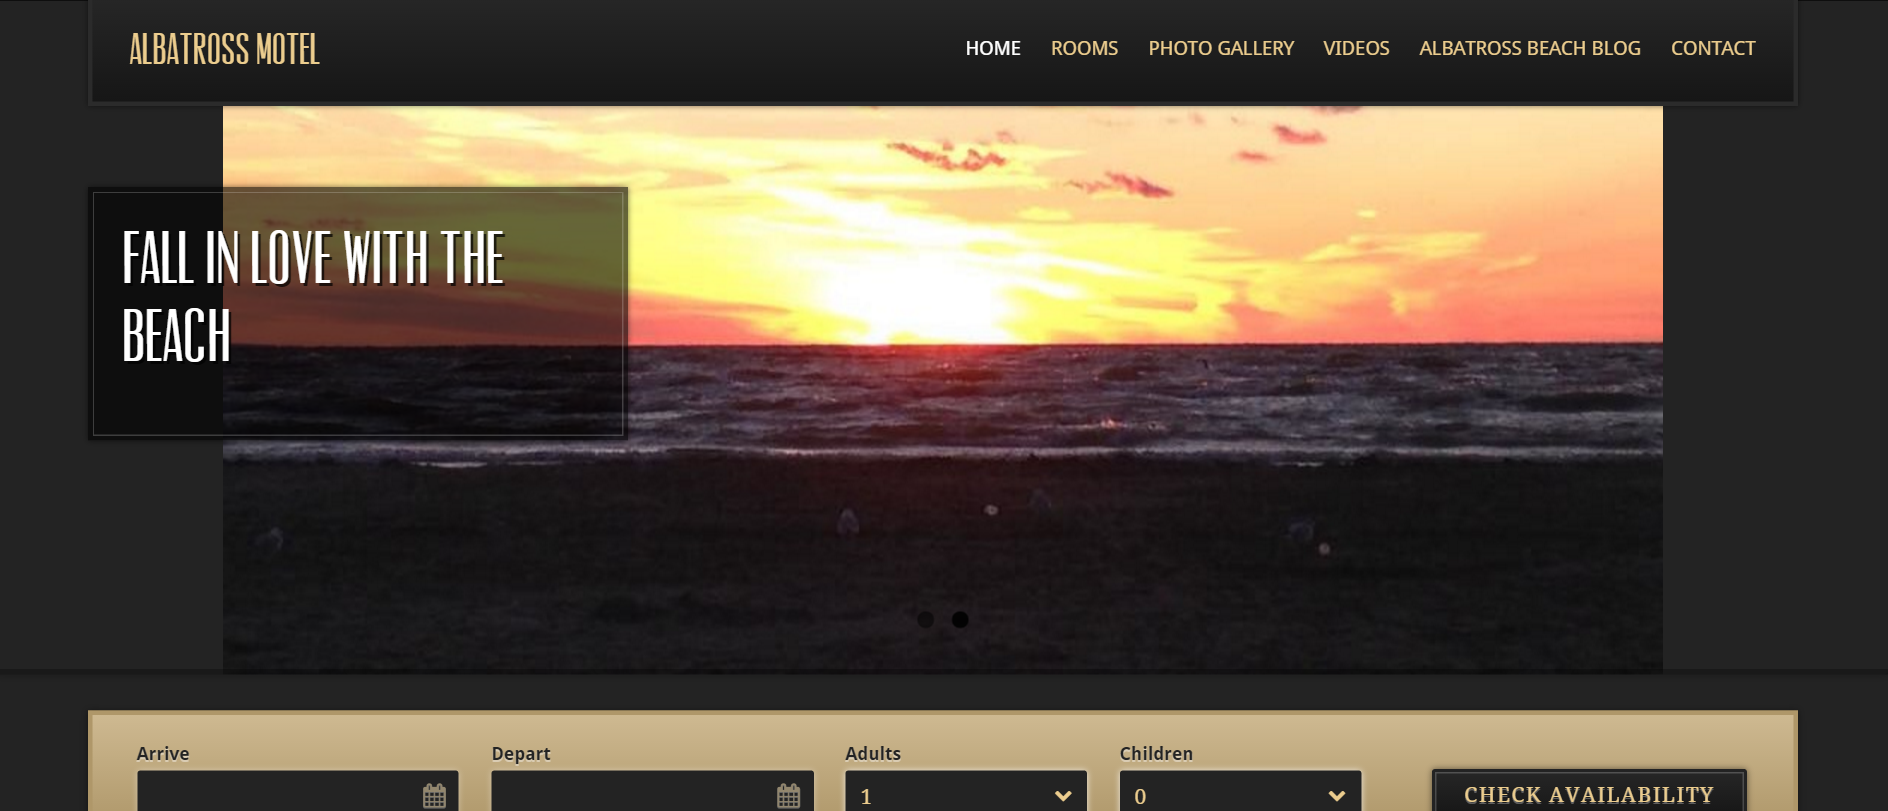 ALBATROSS MOTEL
HOME ROOMS PHOTO GALLERY VIDEOS ALBATROSS BEACH BLOG CONTACT
FALL IN LOVE WITH THE
BEACH
Arrive Depart Adults Children
1 0 CHECK AVAILABILITY